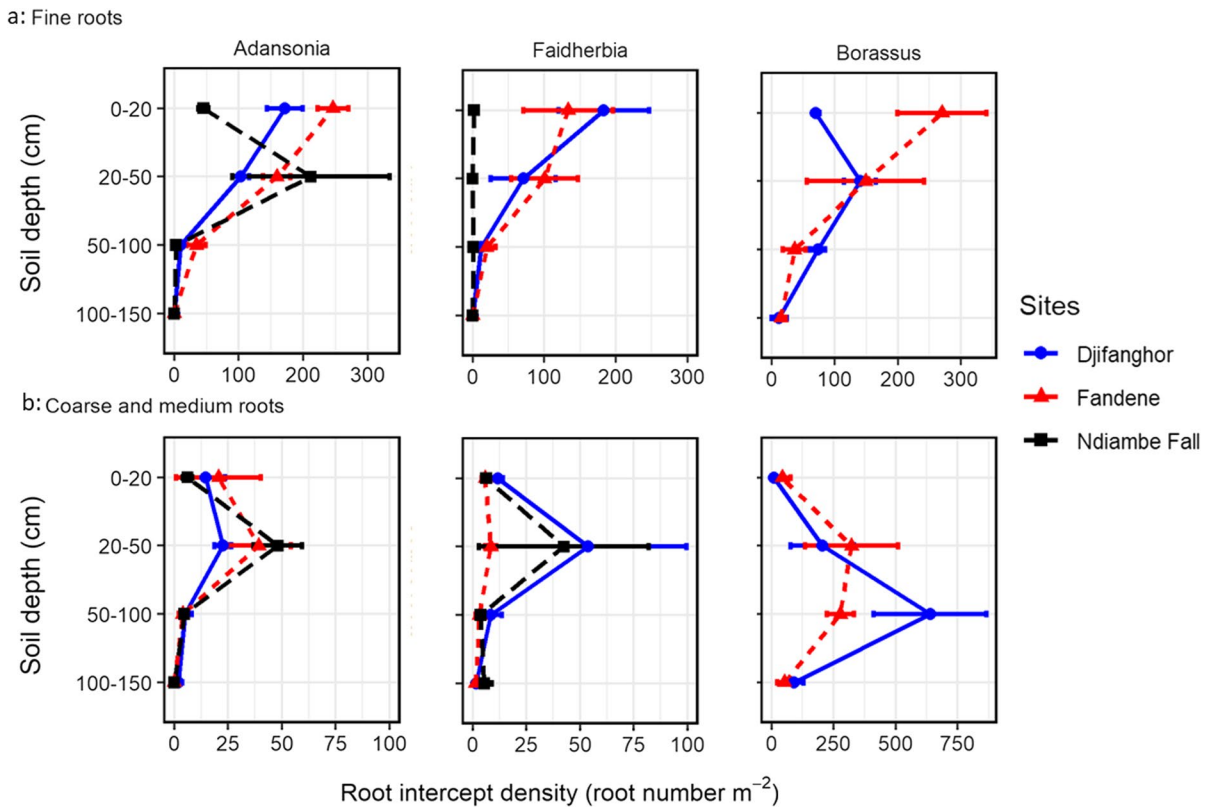 a: Fine roots
Adansonia
Faidherbia
Borassus
Soil depth (cm)
0-20
20-50
50-100
100-150
0 100 200 300
0 100 200 300
0 100 200 300
b: Coarse and medium roots
Soil depth (cm)
0-20
20-50
50-100
100-150
0 25 50 75 100
0 25 50 75 100
0 250 500 750
Root intercept density (root number m⁻²)
Sites
Djifanghor
Fandene
Ndiambe Fall